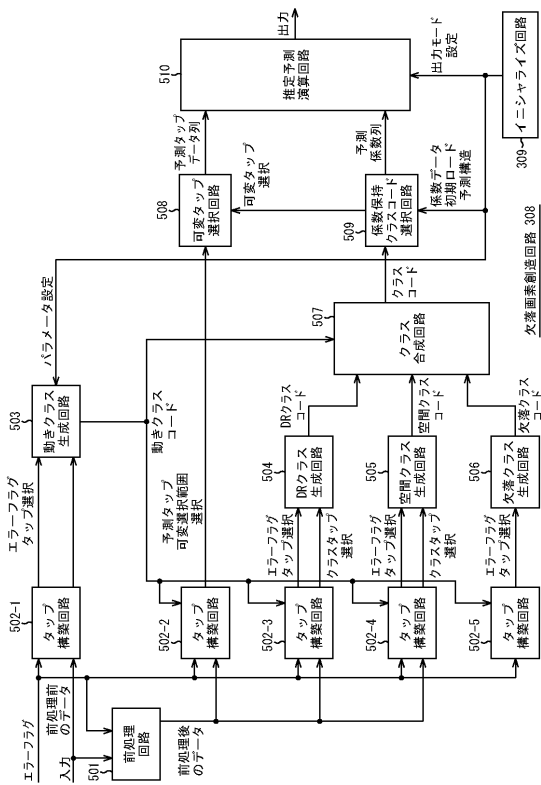 エラーフラグ
入力
501
前処理
回路
前処理前
のデータ
前処理後
のデータ
502-1
タップ
構築回路
502-2
タップ
構築回路
502-3
タップ
構築回路
502-4
タップ
構築回路
502-5
タップ
構築回路
エラーフラグ
タップ選択
予測タップ
可変選択範囲
選択
エラーフラグ
タップ選択
クラスタップ
選択
エラーフラグ
タップ選択
クラスタップ
選択
エラーフラグ
タップ選択
503
動きクラス
生成回路
パラメータ設定
動きクラス
コード
504
DRクラス
生成回路
505
空間クラス
生成回路
506
欠落クラス
生成回路
DRクラス
コード
空間クラス
コード
欠落クラス
コード
507
クラス
合成回路
クラス
コード
508
可変タップ
選択回路
509
係数保持
クラスコード
選択回路
可変タップ
選択
予測タップ
データ列
予測
係数列
係数データ
初期ロード
予測構造
510
推定予測
演算回路
出力
出力モード
設定
309
イニシャライズ回路
欠落画素創造回路 308